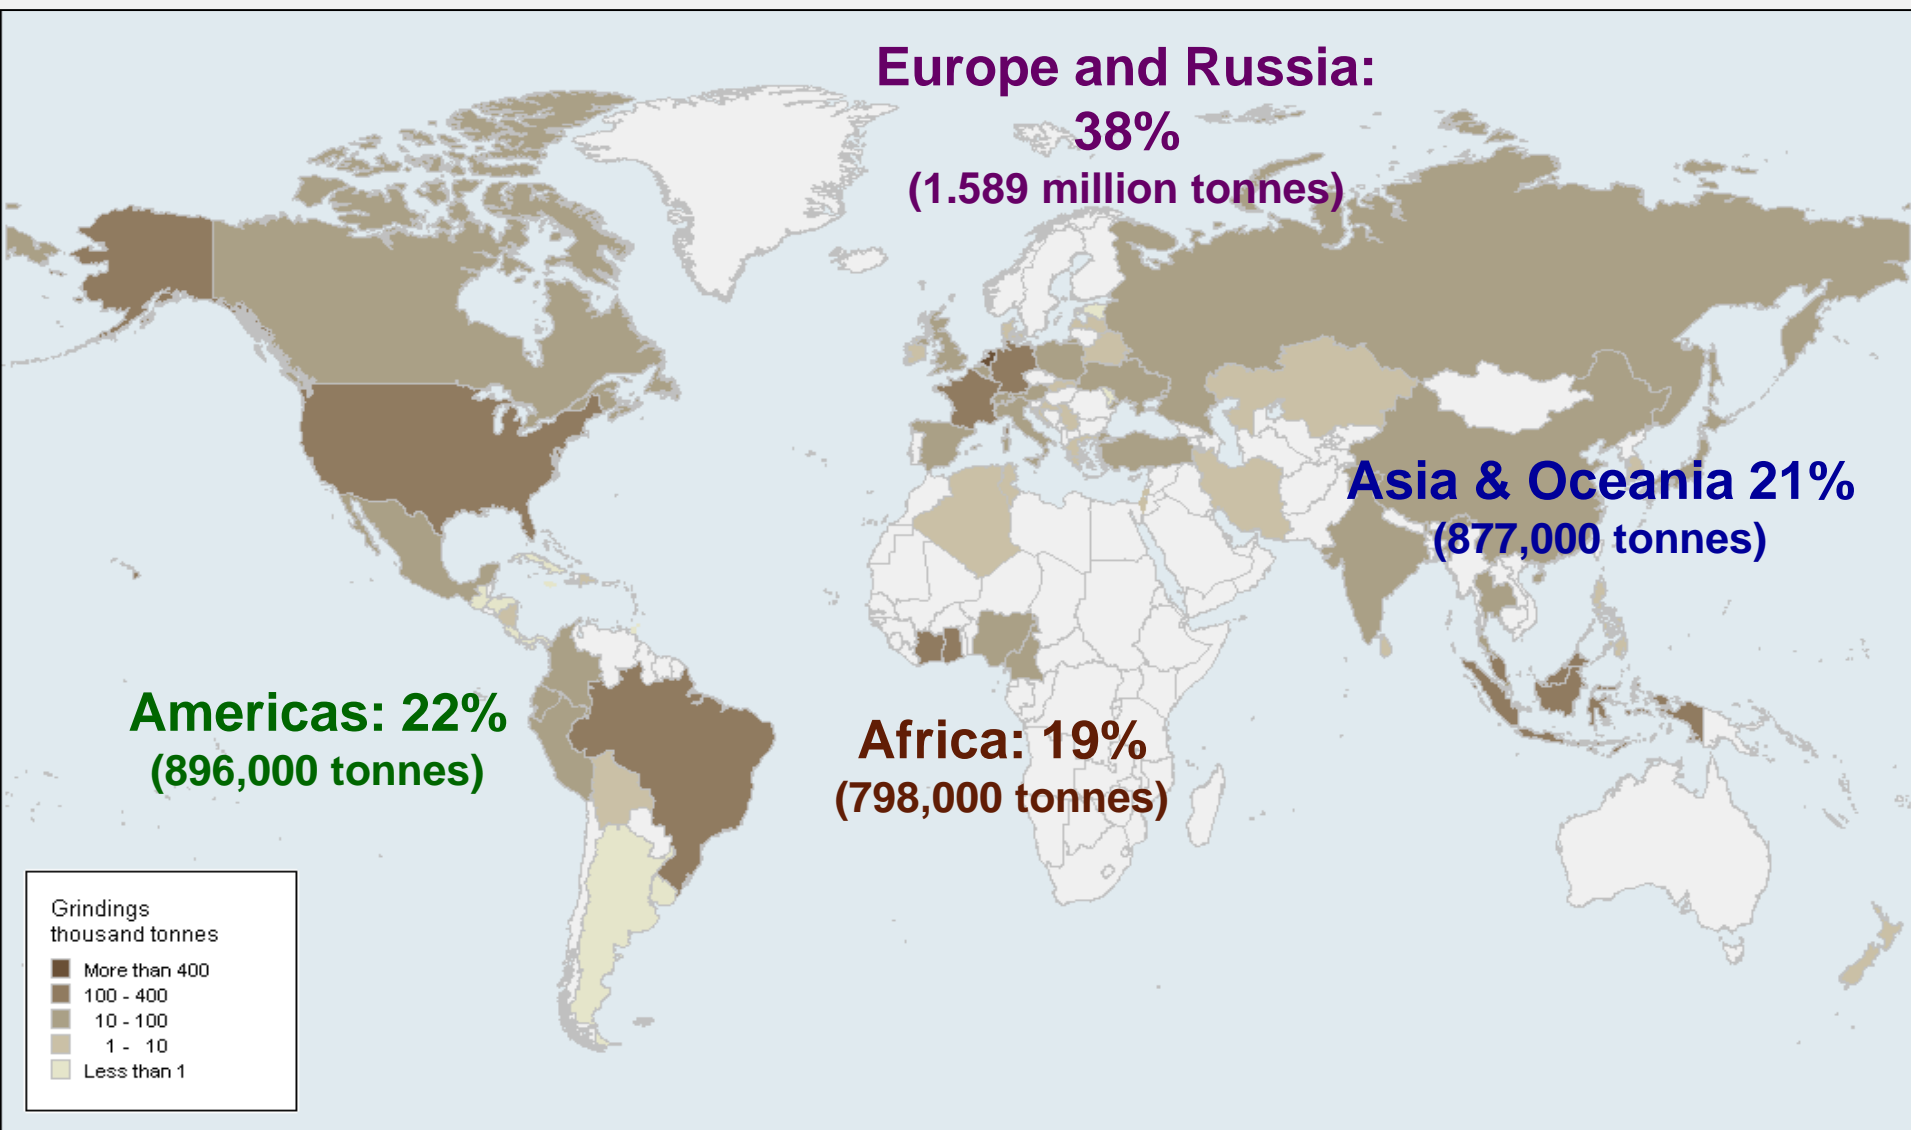 Europe and Russia:
38%
(1.589 million tonnes)
Asia & Oceania 21%
(877,000 tonnes)
Americas: 22%
(896,000 tonnes)
Africa: 19%
(798,000 tonnes)
Grindings
thousand tonnes
More than 400
100 - 400
10 - 100
1 - 10
Less than 1